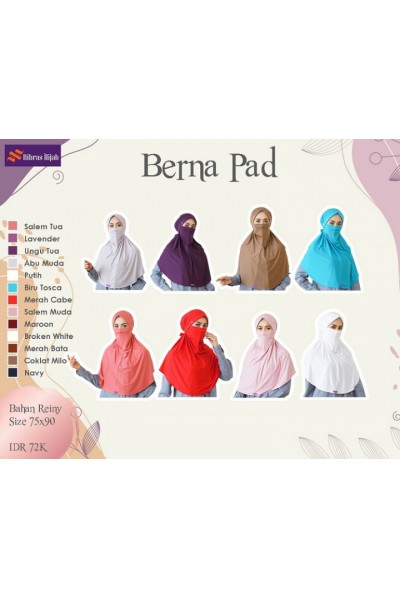 Nibras Hijab
Berna Pad
Salem Tua
Lavender
Ungu Tua
Abu Muda
Putih
Biru Tosca
Merah Cabe
Salem Muda
Maroon
Broken White
Merah Bata
Coklat Milo
Navy
Bahan Reiny
Size 75x90
IDR 72K